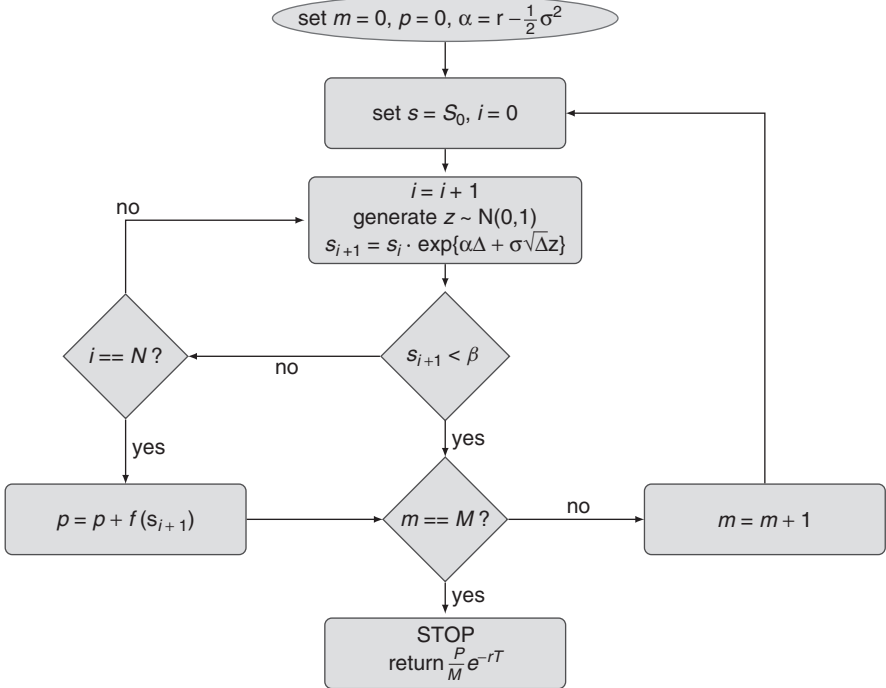 set m = 0, p = 0, α = r − ½σ²
set s = S₀, i = 0
i = i + 1
generate z ~ N(0,1)
sᵢ₊₁ = sᵢ · exp{αΔ + σ√Δz}
no
i == N ?
no
sᵢ₊₁ < β
yes
yes
p = p + f (sᵢ₊₁)
m == M ?
no
m = m + 1
yes
STOP
return P/M e⁻ʳᵀ